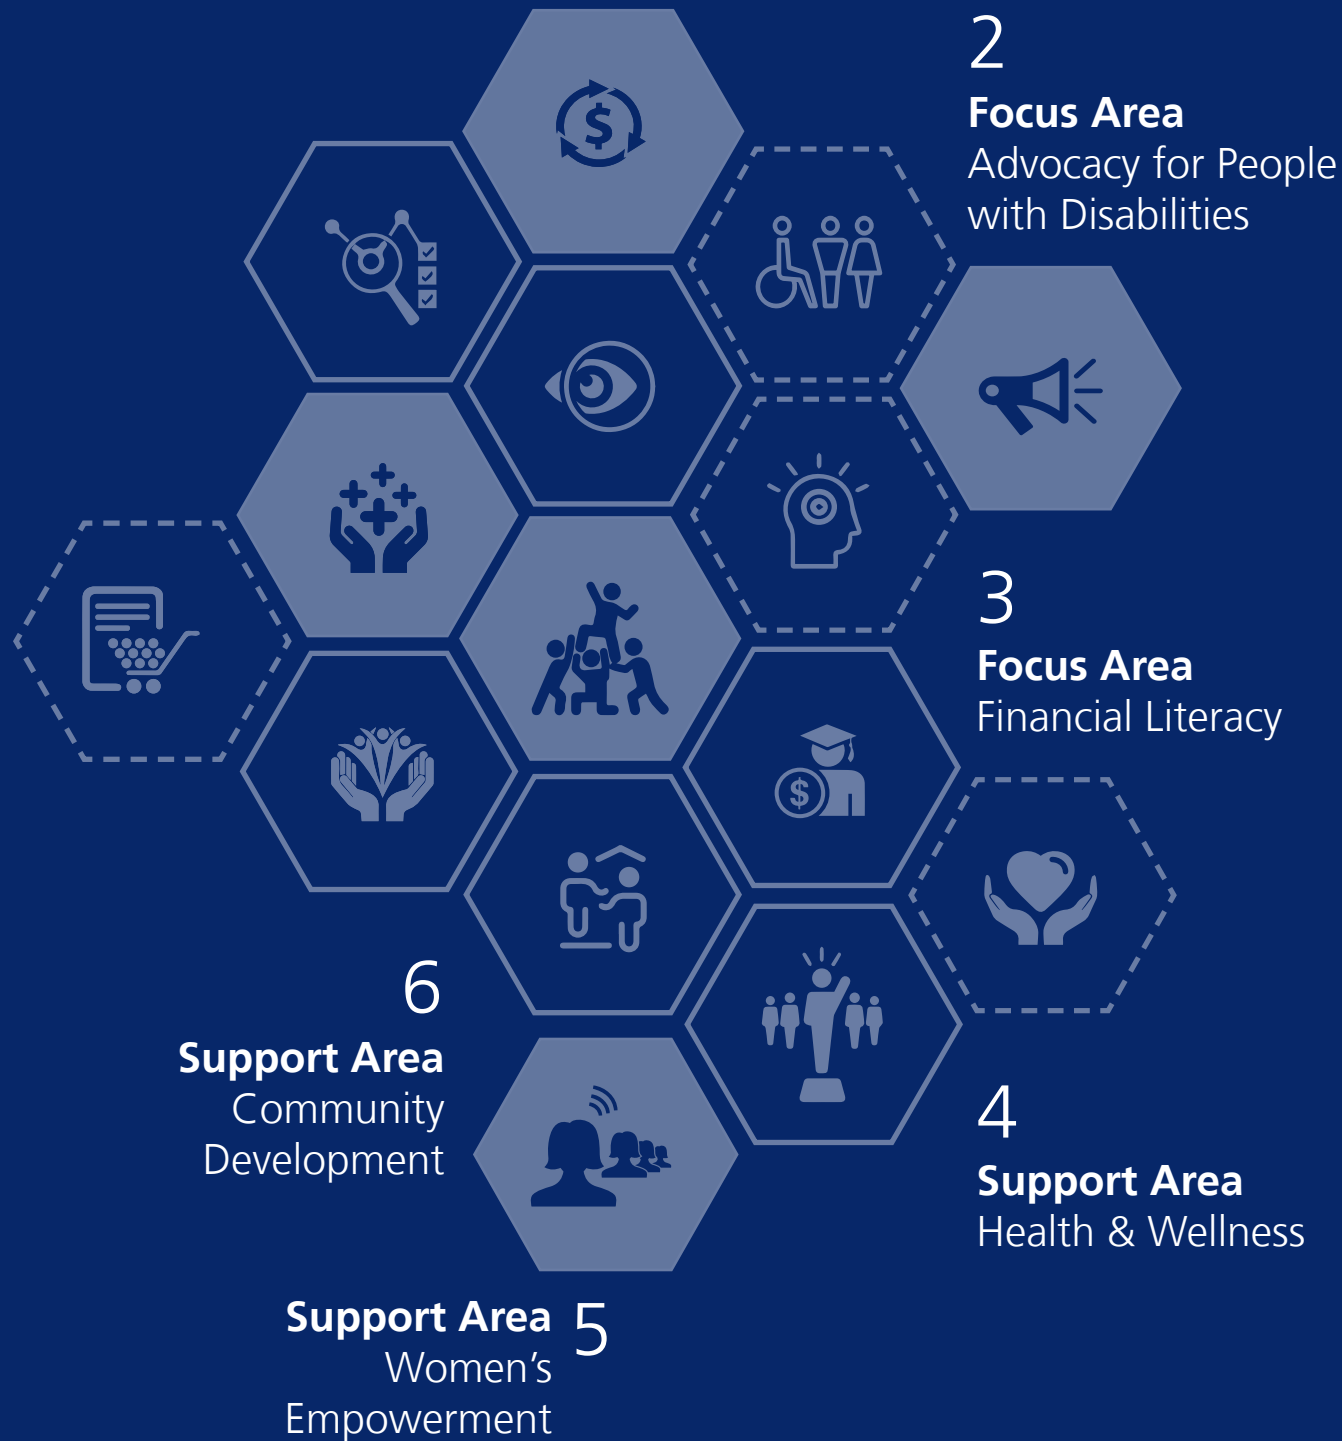 2
Focus Area
Advocacy for People
with Disabilities
$
3
Focus Area
Financial Literacy
$
6
Support Area
Community
Development
4
Support Area
Health & Wellness
Support Area 5
Women's
Empowerment